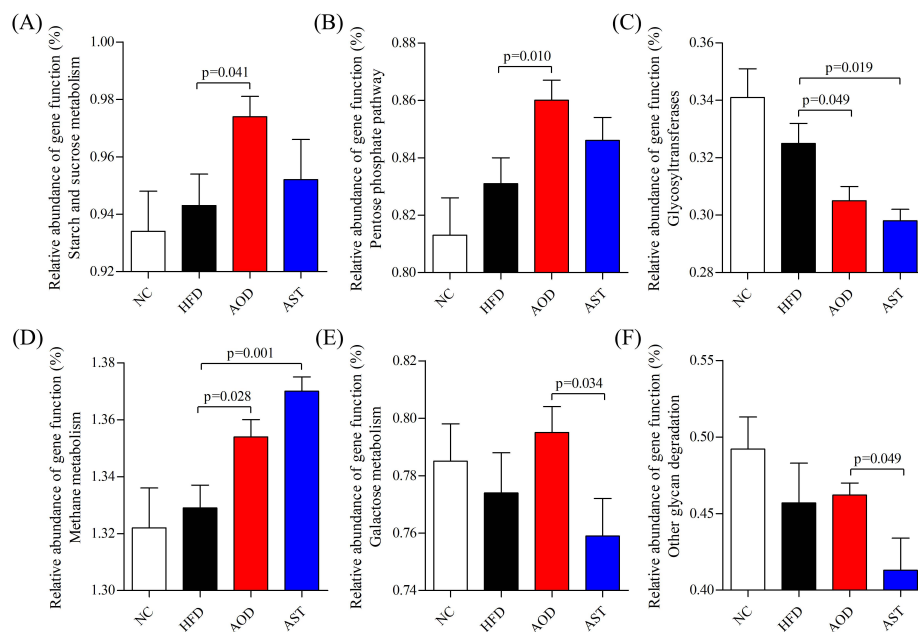 (A)
Relative abundance of gene function (%)
Starch and sucrose metabolism
1.00
0.98
0.96
0.94
0.92
p=0.041
NC
HFD
AOD
AST
(B)
Relative abundance of gene function (%)
Pentose phosphate pathway
0.88
0.86
0.84
0.82
0.80
p=0.010
NC
HFD
AOD
AST
(C)
Relative abundance of gene function (%)
Glycosyltransferases
0.36
0.34
0.32
0.30
0.28
p=0.019
p=0.049
NC
HFD
AOD
AST
(D)
Relative abundance of gene function (%)
Methane metabolism
1.38
1.36
1.34
1.32
1.30
p=0.001
p=0.028
NC
HFD
AOD
AST
(E)
Relative abundance of gene function (%)
Galactose metabolism
0.82
0.80
0.78
0.76
0.74
p=0.034
NC
HFD
AOD
AST
(F)
Relative abundance of gene function (%)
Other glycan degradation
0.55
0.50
0.45
0.40
p=0.049
NC
HFD
AOD
AST